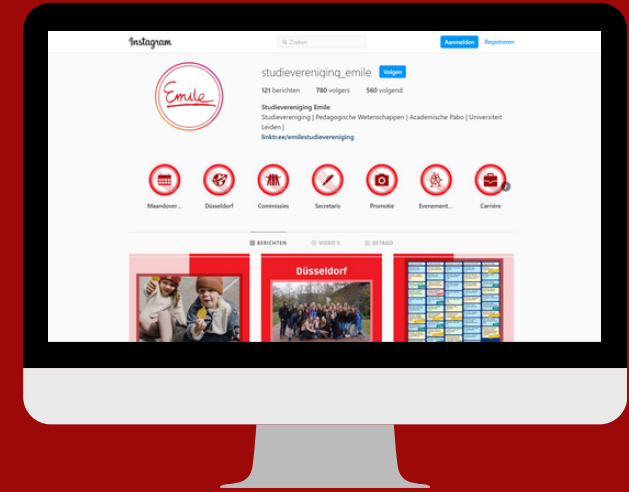 Instagram
Zoeken
Aanmelden
Registreren
Emile
studievereniging_emile
Volgen
121 berichten 780 volgers 560 volgend
Studievereniging Emile
Studievereniging | Pedagogische Wetenschappen | Academische Pabo | Universiteit
Leiden |
linktr.ee/emilestudievereniging
Maandover...
Düsseldorf
Commissies
Secretaris
Promotie
Evenement...
Carrière
BERICHTEN
VIDEO'S
GETAGD
Düsseldorf